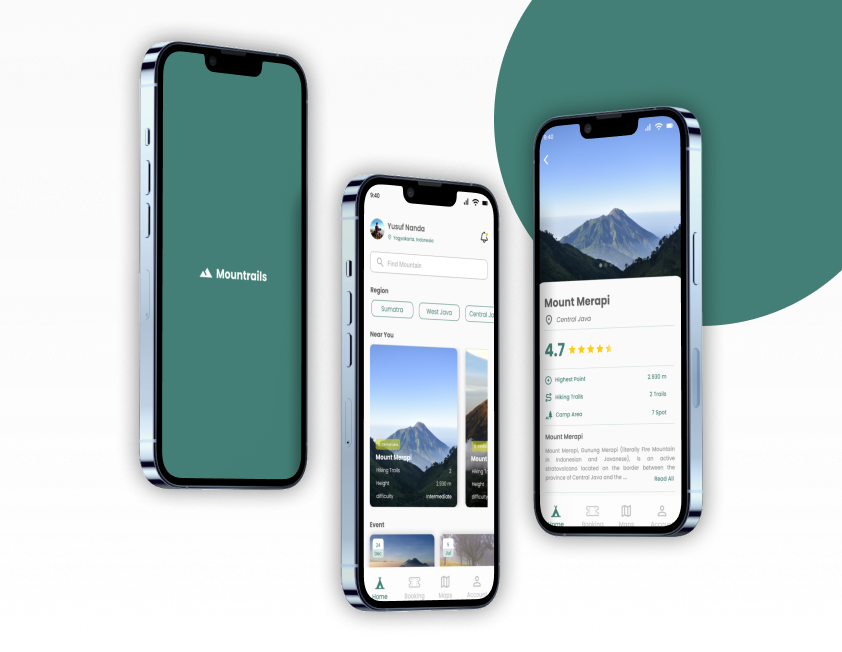 Mountrails
9:40
Yusuf Nanda
Yogyakarta, Indonesia
Find Mountain
Region
Sumatra
West Java
Central Ja
Near You
Mount Merapi
Hiking Trails 2
Height 2.930 m
difficulty Intermediate
Mount
Hiking Tr
Height
difficulty
Event
24
Dec
5
Jul
Home
Booking
Maps
Account
9:40
Mount Merapi
Central Java
4.7
Highest Point 2.930 m
Hiking Trails 2 Trails
Camp Area 7 Spot
Mount Merapi
Mount Merapi, Gunung Merapi (literally Fire Mountain
in Indonesian and Javanese), is an active
stratovolcano located on the border between the
province of Central Java and the ...
Read All
Home
Booking
Maps
Account